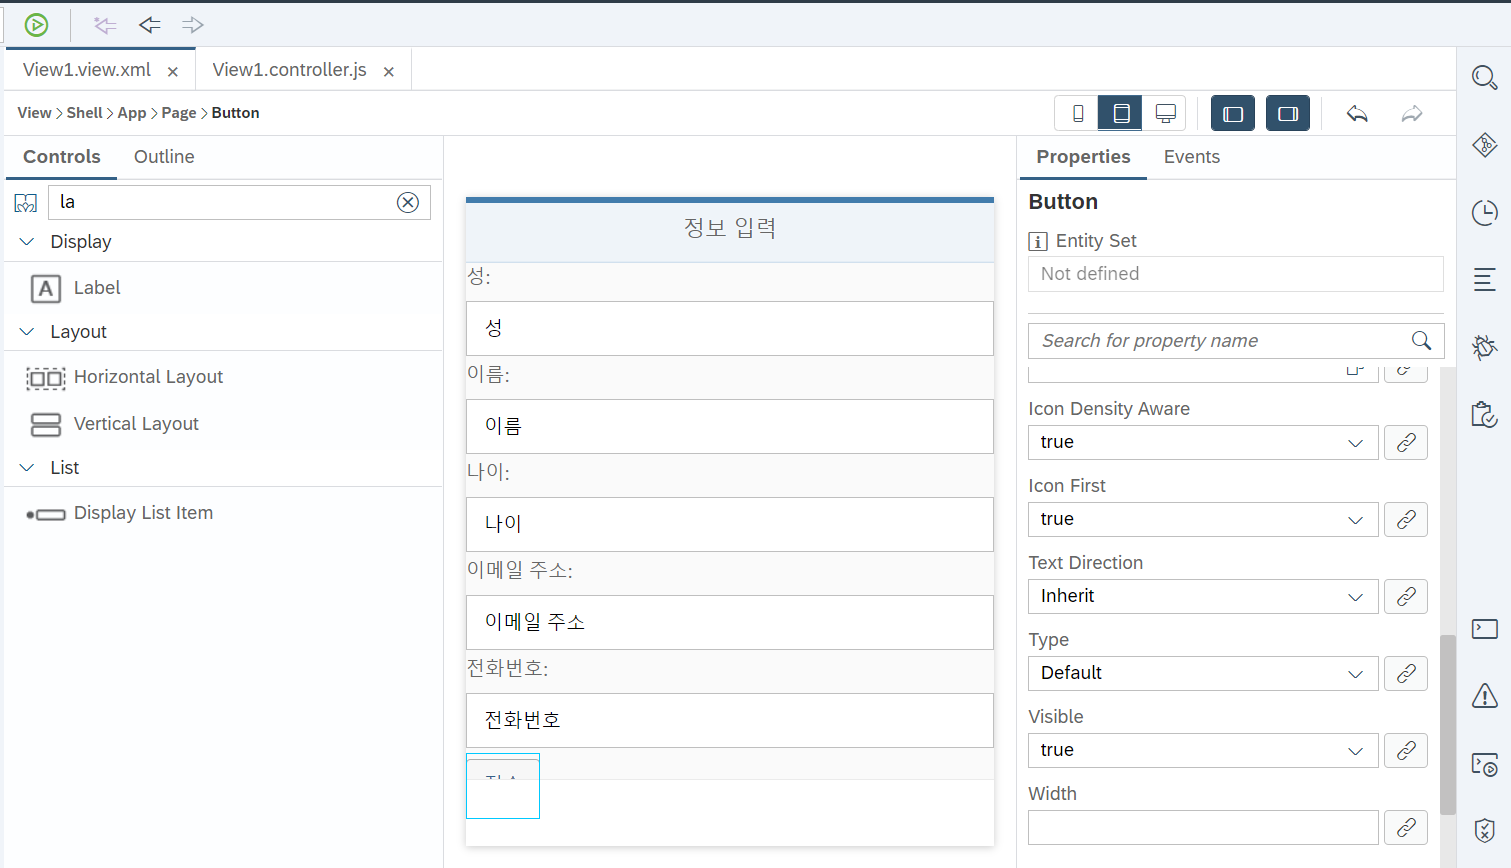 View1.view.xml
View1.controller.js
View > Shell > App > Page > Button
Controls
Outline
la
Display
Label
Layout
Horizontal Layout
Vertical Layout
List
Display List Item
정보 입력
성:
성
이름:
이름
나이:
나이
이메일 주소:
이메일 주소
전화번호:
전화번호
Properties
Events
Button
Entity Set
Not defined
Search for property name
Icon Density Aware
true
Icon First
true
Text Direction
Inherit
Type
Default
Visible
true
Width